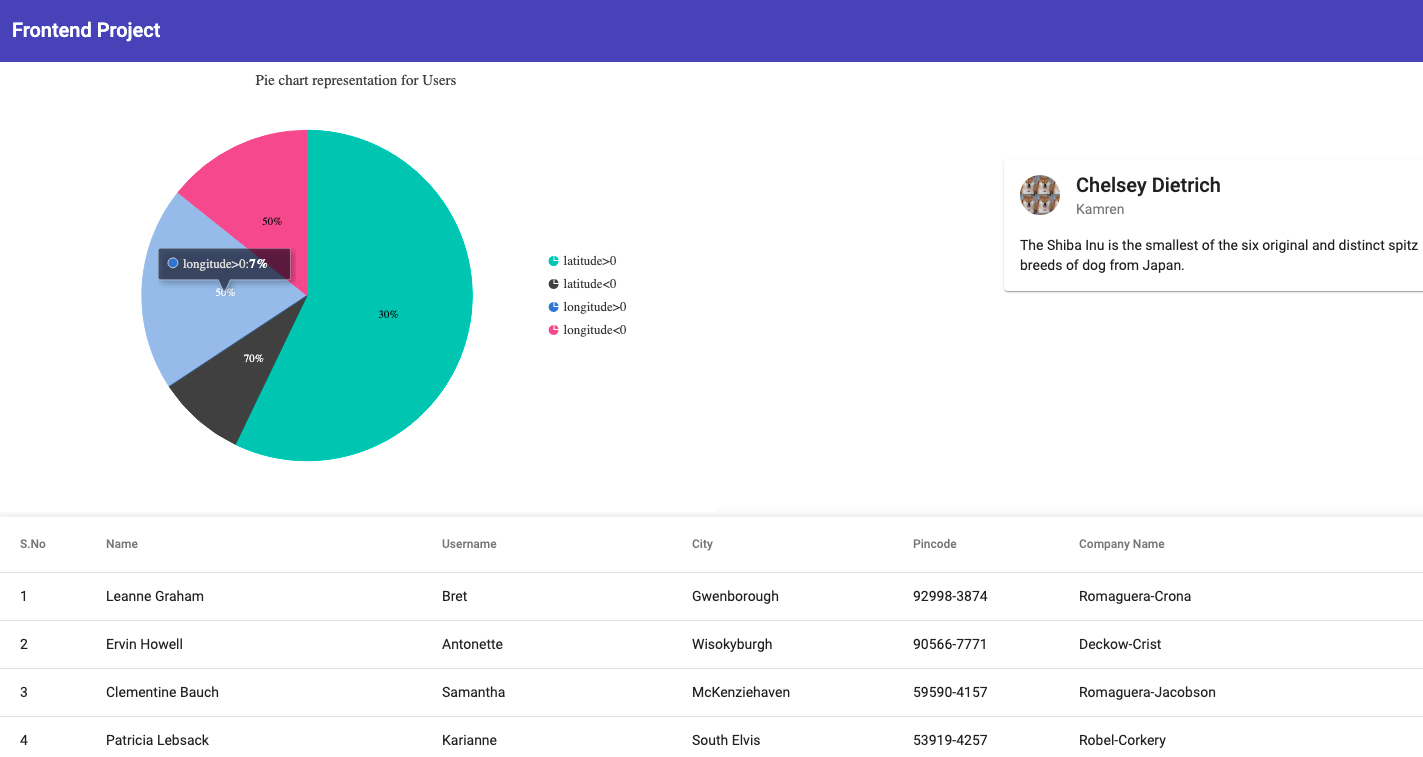 Frontend Project
Pie chart representation for Users
50%
longitude>0:7%
50%
30%
70%
latitude>0
latitude<0
longitude>0
longitude<0
Chelsey Dietrich
Kamren
The Shiba Inu is the smallest of the six original and distinct spitz
breeds of dog from Japan.
S.No Name Username City Pincode Company Name
1 Leanne Graham Bret Gwenborough 92998-3874 Romaguera-Crona
2 Ervin Howell Antonette Wisokyburgh 90566-7771 Deckow-Crist
3 Clementine Bauch Samantha McKenziehaven 59590-4157 Romaguera-Jacobson
4 Patricia Lebsack Karianne South Elvis 53919-4257 Robel-Corkery